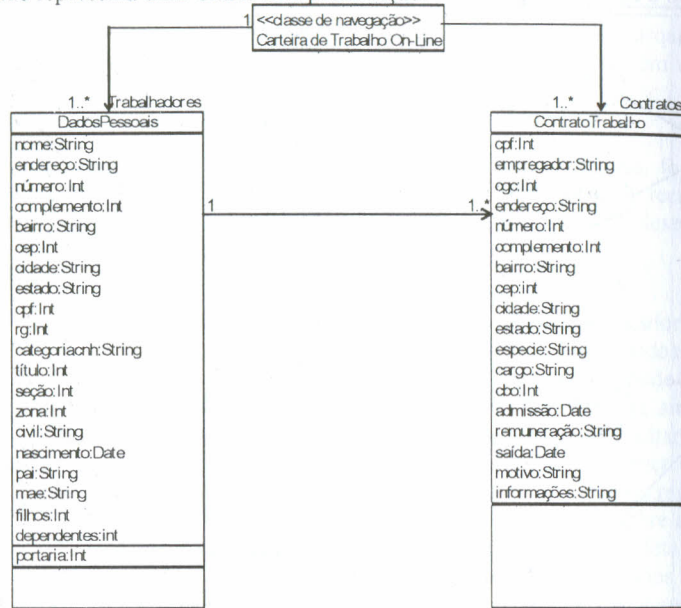 1
<<classe de navegação>>
Carteira de Trabalho On-Line
1..* Trabalhadores
DadosPessoais
nome:String
endereço:String
número:Int
complemento:Int
bairro:String
cep:Int
cidade:String
estado:String
cpf:Int
rg:Int
categoriacnh:String
título:Int
seção:Int
zona:Int
civil:String
nascimento:Date
pai:String
mae:String
filhos:Int
dependentes:int
portaria:Int
1
1..*
1..* Contratos
ContratoTrabalho
cpf:Int
empregador:String
cgc:Int
endereço:String
número:Int
complemento:Int
bairro:String
cep:int
cidade:String
estado:String
especie:String
cargo:String
cbo:Int
admissão:Date
remuneração:String
saída:Date
motivo:String
informações:String